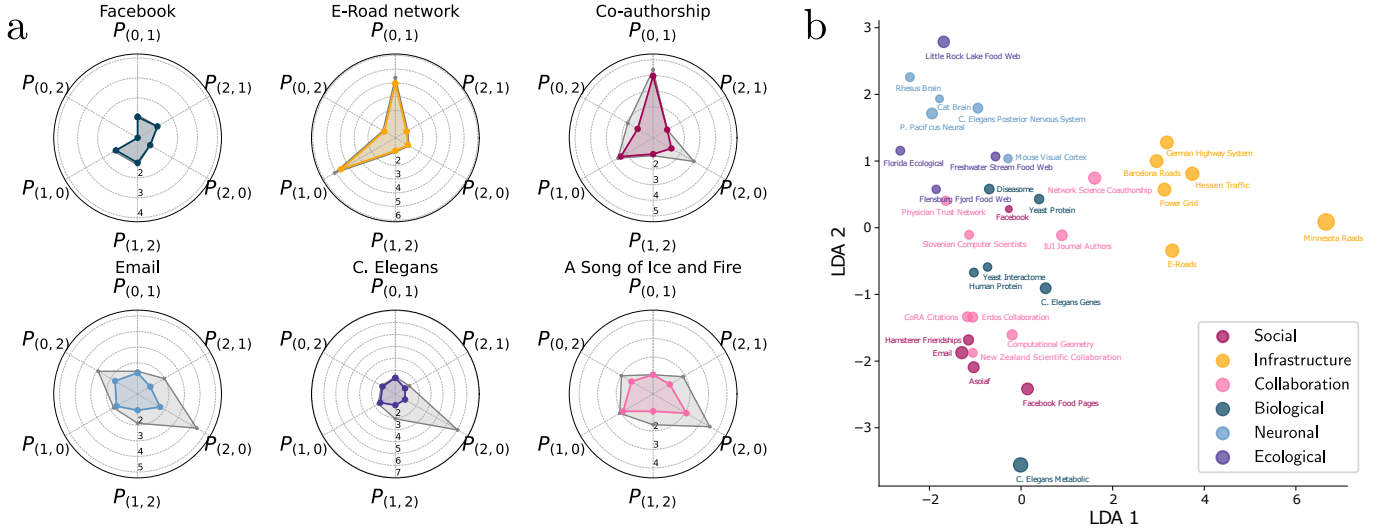 a
Facebook
P(0, 1)
P(0, 2)
P(2, 1)
P(1, 0)
P(2, 0)
P(1, 2)
2
3
4
E-Road network
P(0, 1)
P(0, 2)
P(2, 1)
P(1, 0)
P(2, 0)
P(1, 2)
2
3
4
5
6
Co-authorship
P(0, 1)
P(0, 2)
P(2, 1)
P(1, 0)
P(2, 0)
P(1, 2)
2
3
4
5
Email
P(0, 1)
P(0, 2)
P(2, 1)
P(1, 0)
P(2, 0)
P(1, 2)
2
3
4
5
C. Elegans
P(0, 1)
P(0, 2)
P(2, 1)
P(1, 0)
P(2, 0)
P(1, 2)
2
3
4
5
6
7
A Song of Ice and Fire
P(0, 1)
P(0, 2)
P(2, 1)
P(1, 0)
P(2, 0)
P(1, 2)
2
3
4
b
LDA 2
3
2
1
0
−1
−2
−3
Little Rock Lake Food Web
Rhesus Brain
Cat Brain
C. Elegans Posterior Nervous System
P. Pacif cus Neural
German Highway System
Florida Ecological
Mouse Visual Cortex
Freshwater Stream Food Web
Barcelona Roads
Hessen Traffic
Diseasome
Network Science Coauthorship
Flensburg Fjord Food Web
Power Grid
Physician Trust Network
Yeast Protein
Facebook
Minnesota Roads
Slovenian Computer Scientists
IUI Journal Authors
E-Roads
Yeast Interactome
Human Protein
C. Elegans Genes
CoRA Citations
Erdos Collaboration
Hamsterer Friendships
Computational Geometry
Email
New Zealand Scientific Collaboration
Asoiaf
Facebook Food Pages
C. Elegans Metabolic
Social
Infrastructure
Collaboration
Biological
Neuronal
Ecological
−2
0
2
4
6
LDA 1